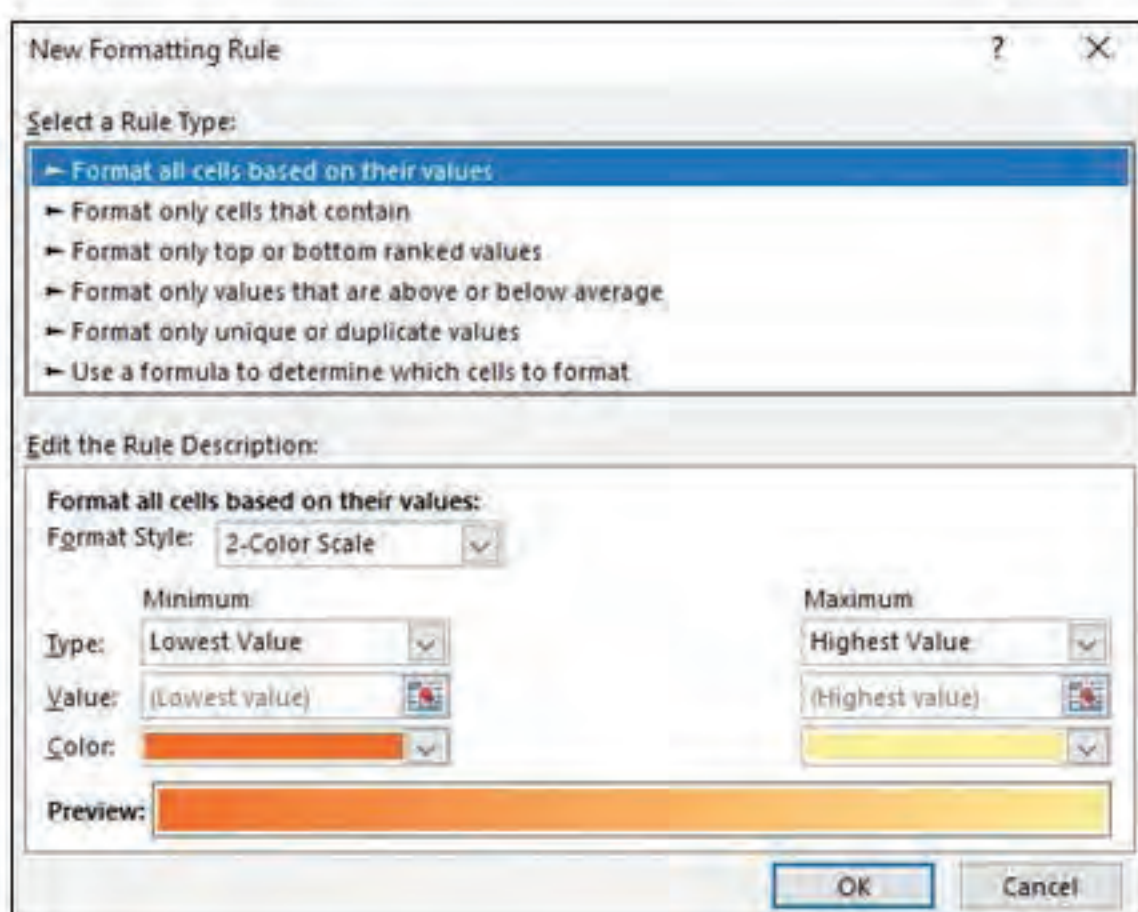 New Formatting Rule ? X
Select a Rule Type:
► Format all cells based on their values
► Format only cells that contain
► Format only top or bottom ranked values
► Format only values that are above or below average
► Format only unique or duplicate values
► Use a formula to determine which cells to format
Edit the Rule Description:
Format all cells based on their values:
Format Style: 2-Color Scale
Minimum Maximum
Type: Lowest Value Highest Value
Value: (Lowest value) (Highest value)
Color:
Preview:
OK Cancel